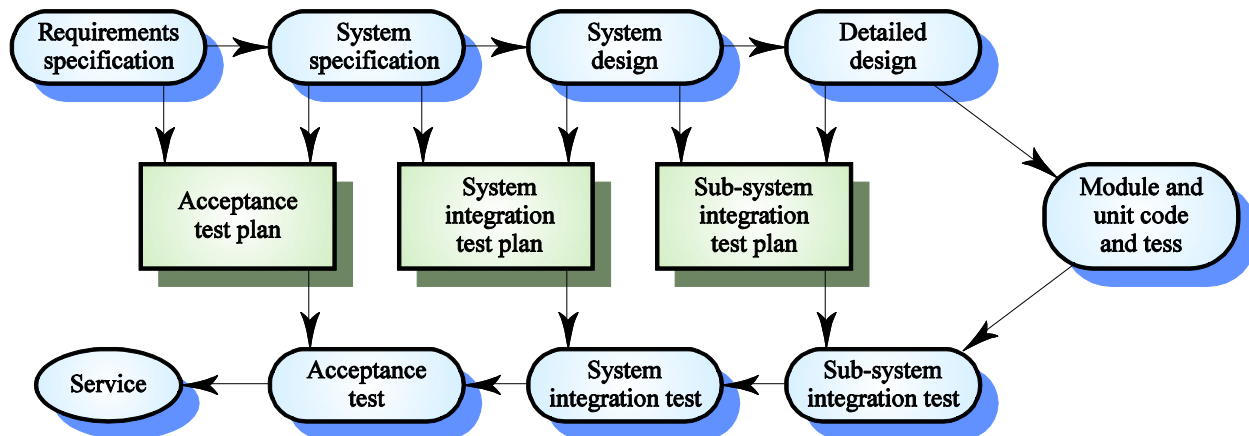 Requirements
specification
System
specification
System
design
Detailed
design
Acceptance
test plan
System
integration
test plan
Sub-system
integration
test plan
Module and
unit code
and tess
Service
Acceptance
test
System
integration test
Sub-system
integration test